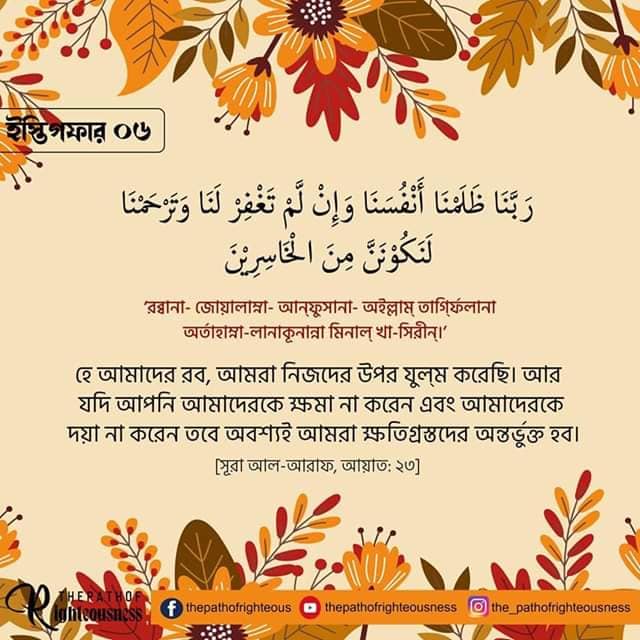 ইস্তিগফার ০৬
رَبَّنَا ظَلَمْنَا أَنْفُسَنَا وَإِنْ لَّمْ تَغْفِرْ لَنَا وَتَرْحَمْنَا
لَنَكُوْنَنَّ مِنَ الْخَاسِرِيْنَ
‘রব্বানা- জোয়ালাম্না- আন্‌ফুসানা- অইল্লাম্ তাগ্‌ফির্লানা
অর্তাহাম্না-লানাকূনান্না মিনাল্ খা-সিরীন্।’
হে আমাদের রব, আমরা নিজদের উপর যুল্‌ম করেছি। আর
যদি আপনি আমাদেরকে ক্ষমা না করেন এবং আমাদেরকে
দয়া না করেন তবে অবশ্যই আমরা ক্ষতিগ্রস্তদের অন্তর্ভুক্ত হব।
[সূরা আল-আরাফ, আয়াত: ২৩]
THE PATH OF
Righteousness
thepathofrighteous
thepathofrighteousness
the_pathofrighteousness